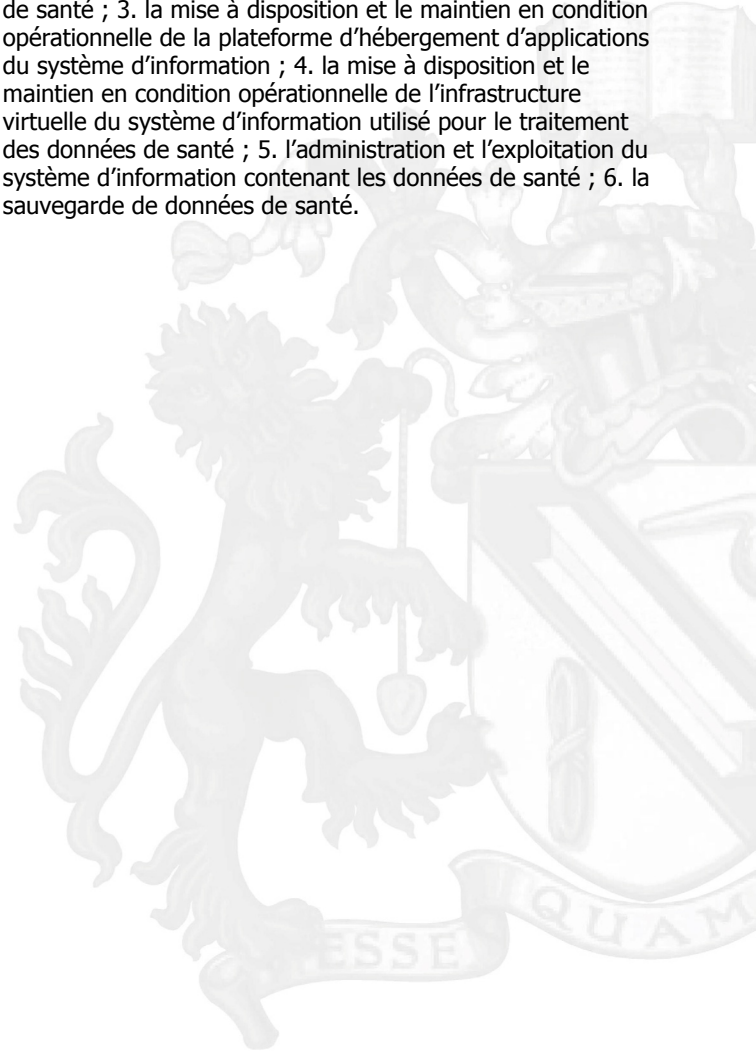 de santé ; 3. la mise à disposition et le maintien en condition
opérationnelle de la plateforme d’hébergement d’applications
du système d’information ; 4. la mise à disposition et le
maintien en condition opérationnelle de l’infrastructure
virtuelle du système d’information utilisé pour le traitement
des données de santé ; 5. l’administration et l’exploitation du
système d’information contenant les données de santé ; 6. la
sauvegarde de données de santé.
ESSE QUAM